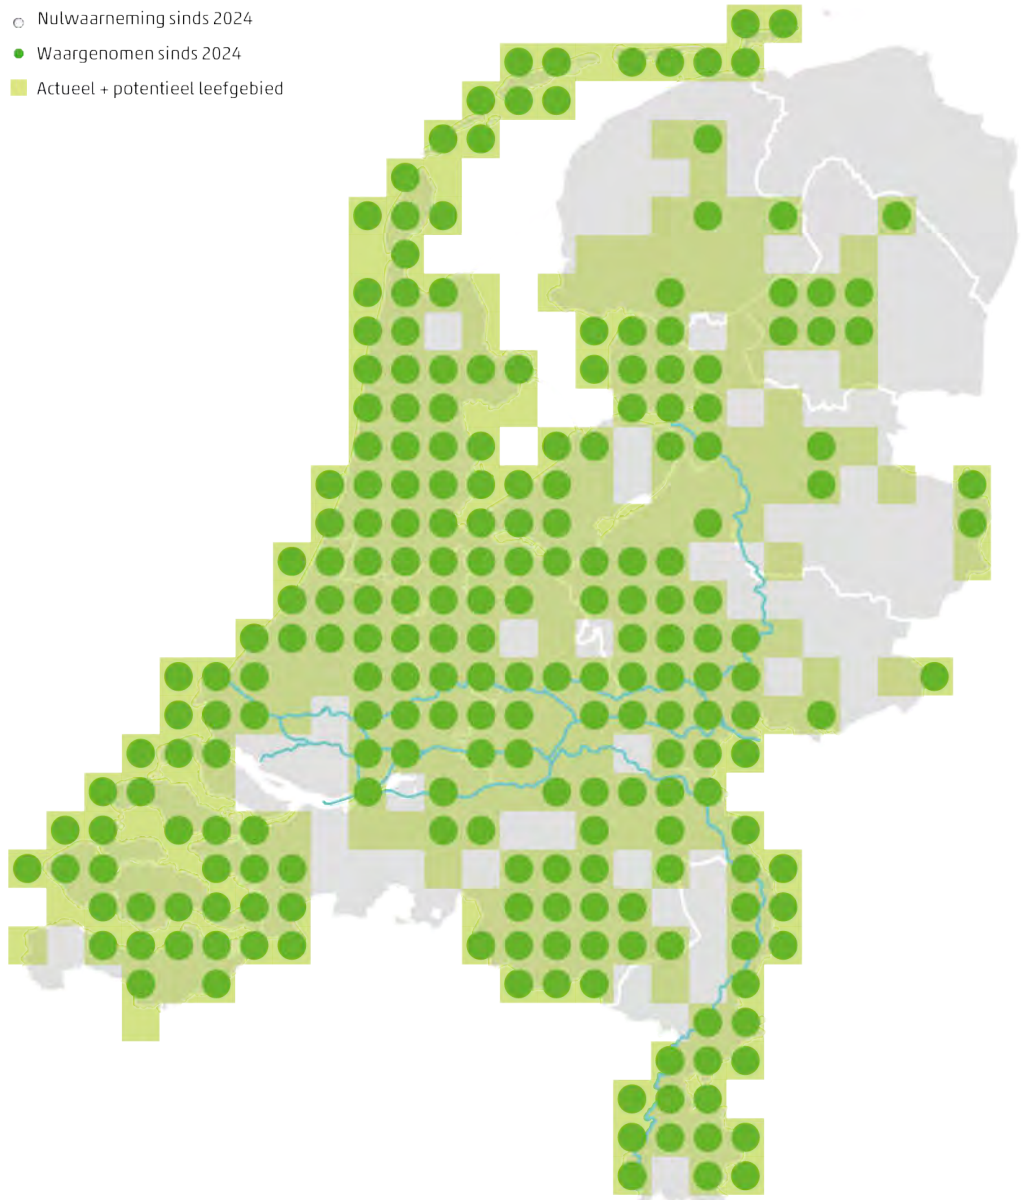 Nulwaarneming sinds 2024
Waargenomen sinds 2024
Actueel + potentieel leefgebied